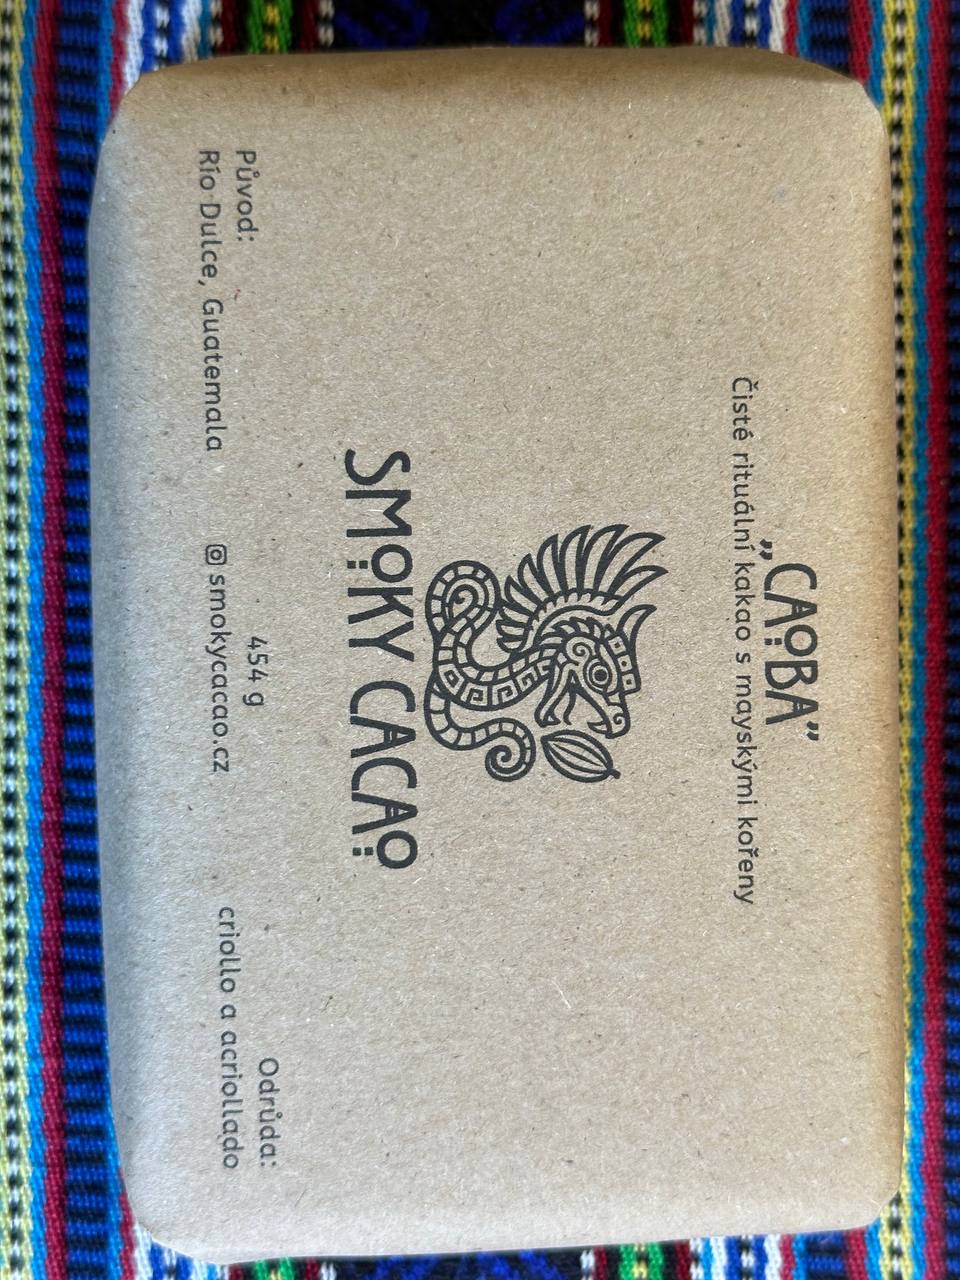 „CAOBA”
Čisté rituální kakao s mayskými kořeny
SMOKY CACAO
Původ:
Río Dulce, Guatemala
454 g
smokycacao.cz
Odrůda:
criollo a acriollado